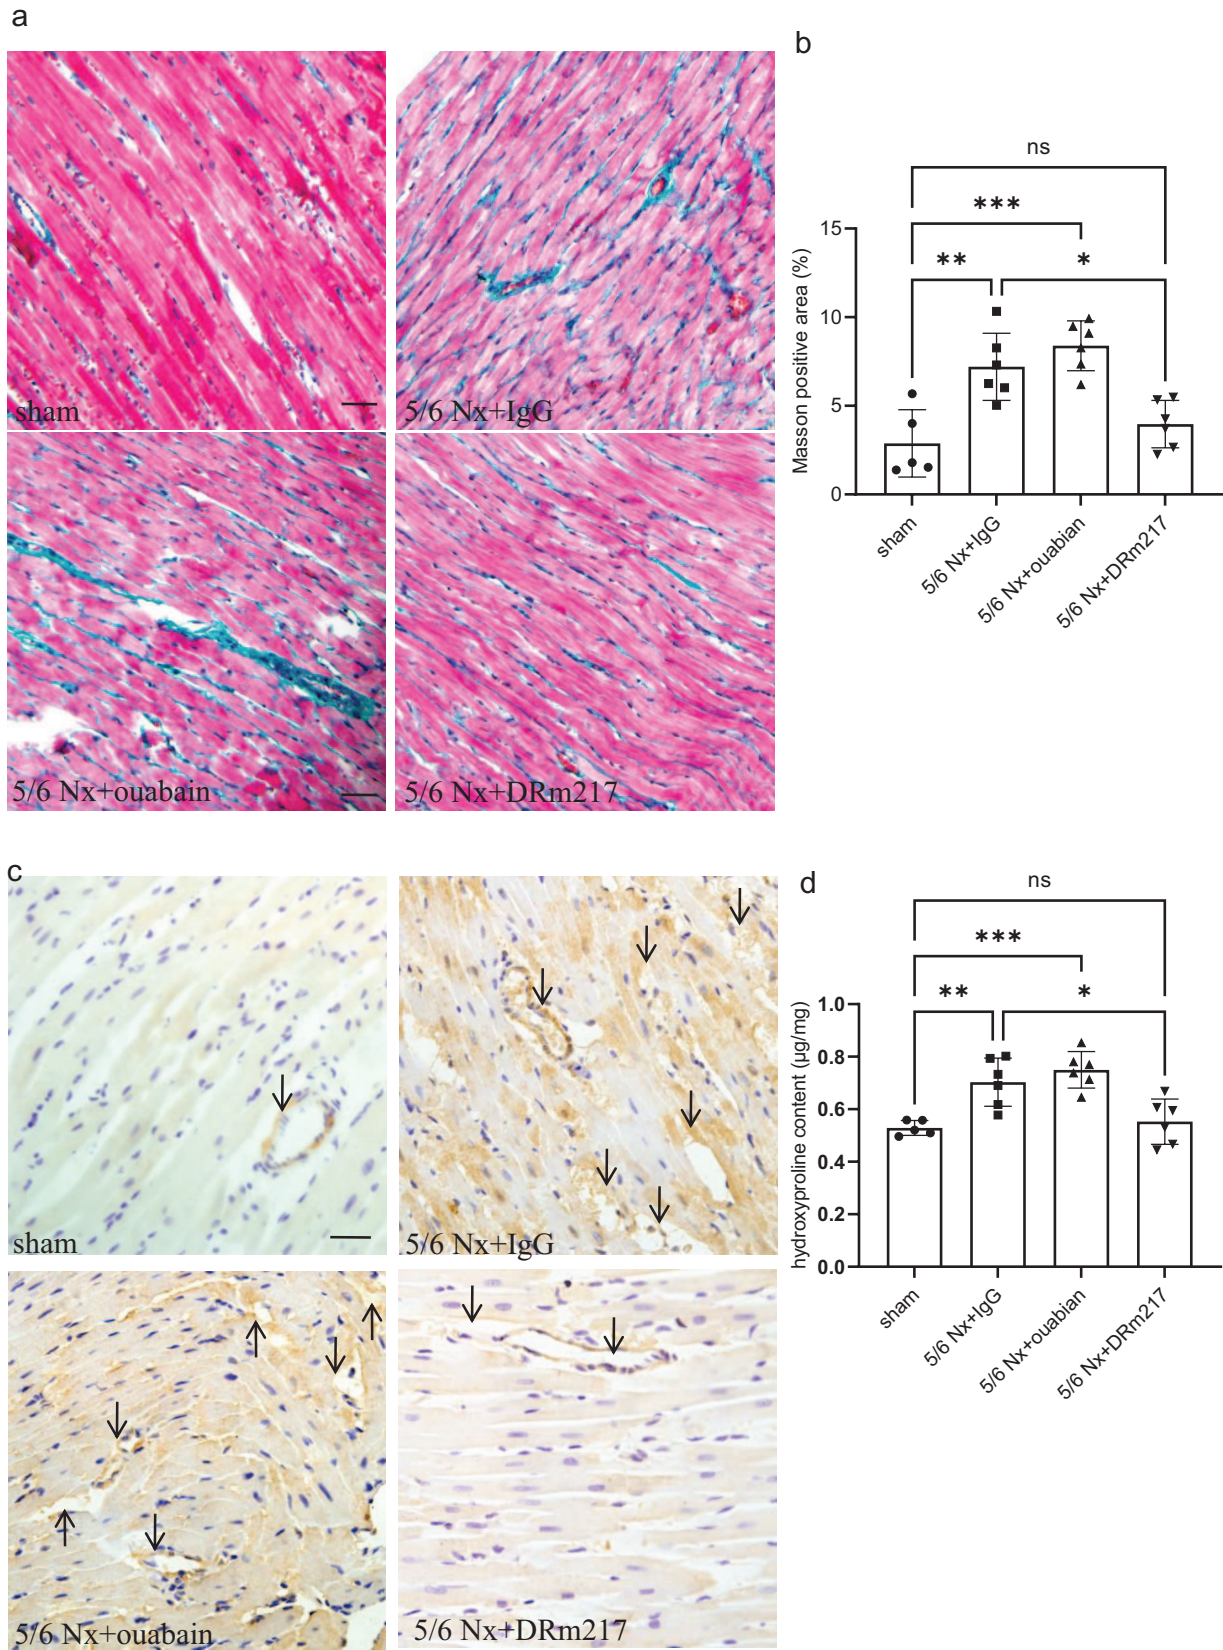 a
sham
5/6 Nx+IgG
5/6 Nx+ouabain
5/6 Nx+DRm217
b
ns
***
** *
Masson positive area (%)
15
10
5
0
sham
5/6 Nx+IgG
5/6 Nx+ouabian
5/6 Nx+DRm217
c
sham
5/6 Nx+IgG
5/6 Nx+ouabain
5/6 Nx+DRm217
d
ns
***
** *
hydroxyproline content (μg/mg)
1.0
0.8
0.6
0.4
0.2
0.0
sham
5/6 Nx+IgG
5/6 Nx+ouabian
5/6 Nx+DRm217